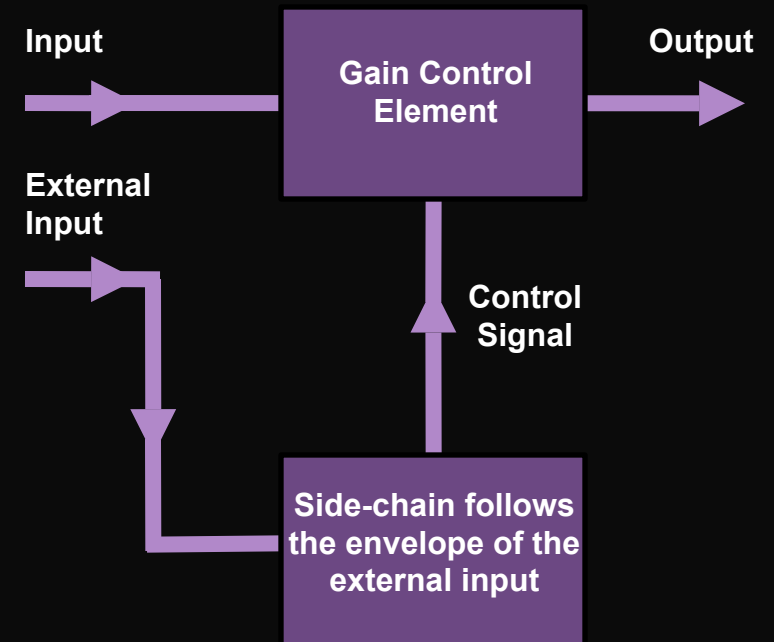 Input
Gain Control
Element
Output
External
Input
Control
Signal
Side-chain follows
the envelope of the
external input